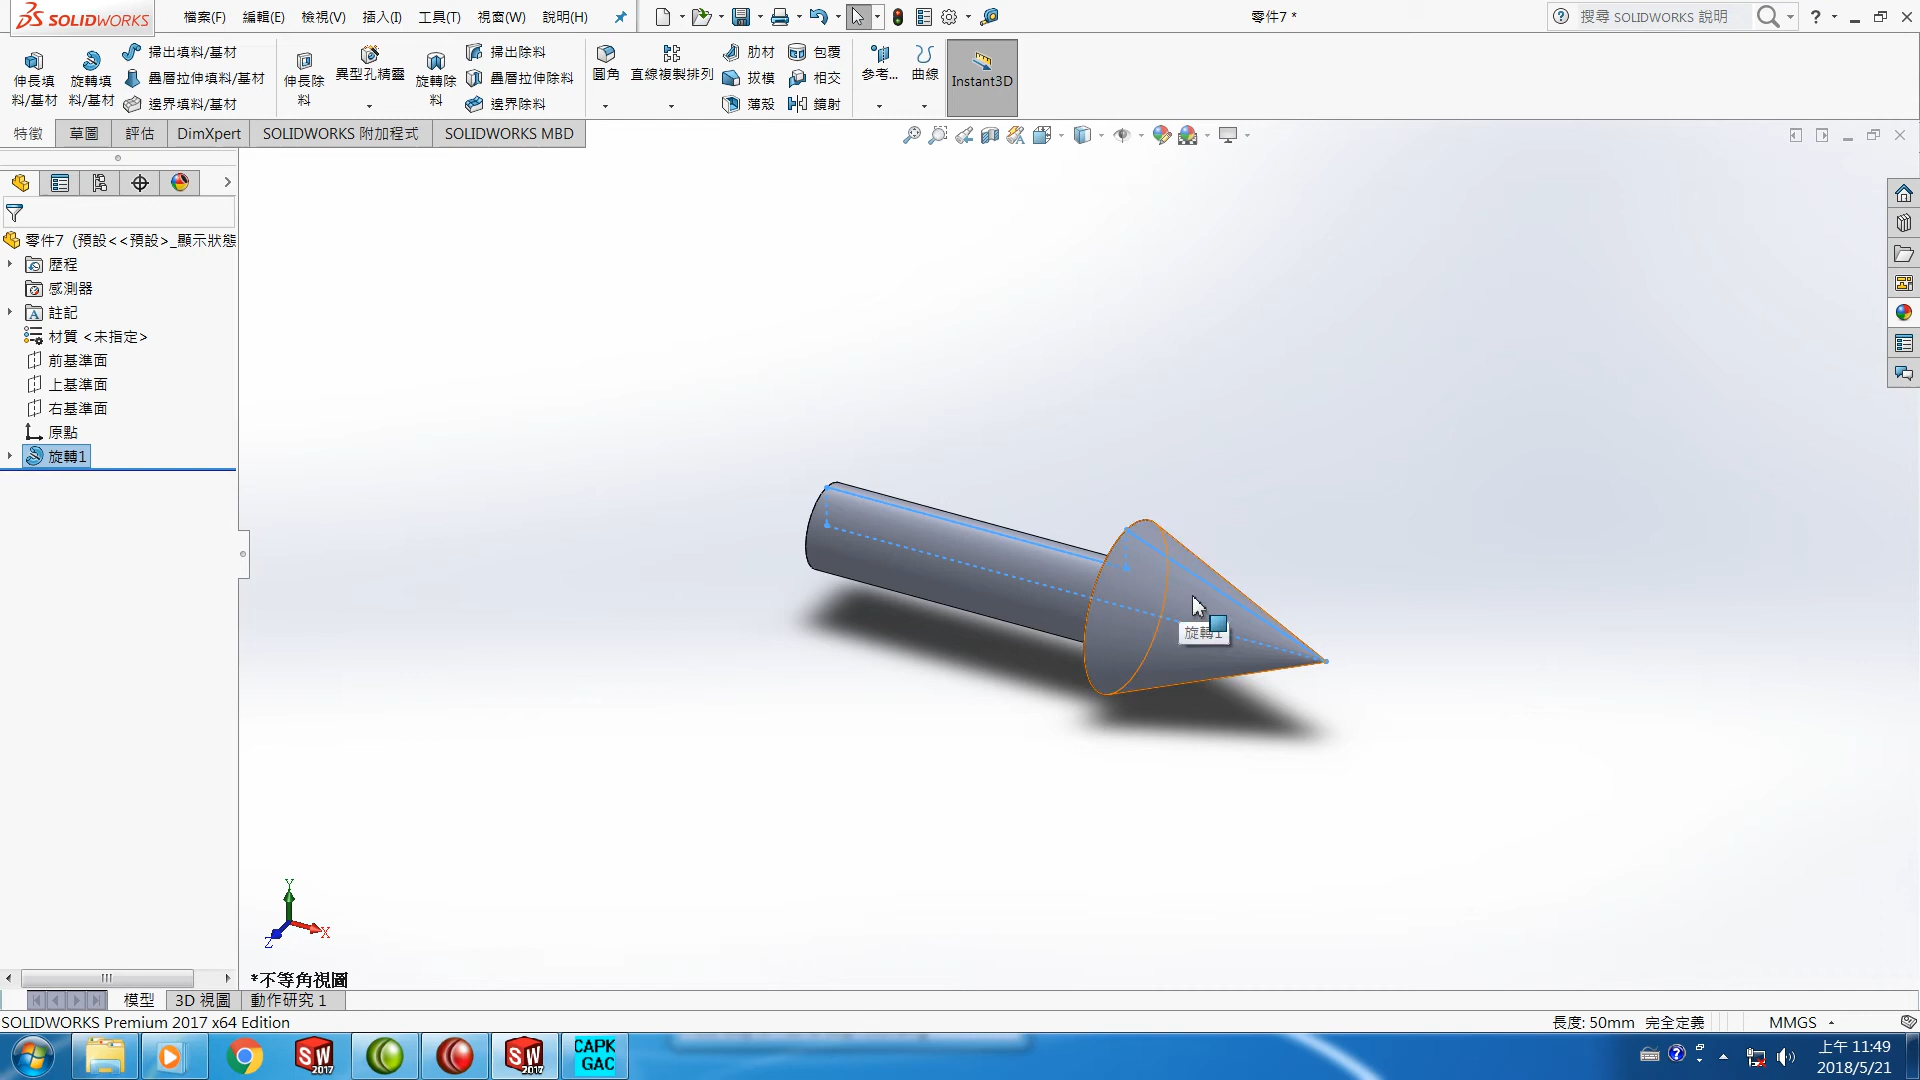 SOLIDWORKS
檔案(F) 編輯(E) 檢視(V) 插入(I) 工具(T) 視窗(W) 說明(H)
零件7 *
搜尋 SOLIDWORKS 說明
伸長填料/基材
旋轉填料/基材
掃出填料/基材
疊層拉伸填料/基材
邊界填料/基材
伸長除料
異型孔精靈
旋轉除料
掃出除料
疊層拉伸除料
邊界除料
圓角
直線複製排列
肋材
拔模
薄殼
包覆
相交
鏡射
參考...
曲線
Instant3D
特徵 草圖 評估 DimXpert SOLIDWORKS 附加程式 SOLIDWORKS MBD
零件7 (預設<<預設>_顯示狀態
歷程
感測器
註記
材質 <未指定>
前基準面
上基準面
右基準面
原點
旋轉1
旋轉1
Y
X
Z
*不等角視圖
模型 3D 視圖 動作研究 1
SOLIDWORKS Premium 2017 x64 Edition
長度: 50mm 完全定義 MMGS
SW 2017
SW 2017
CAPK
GAC
上午 11:49
2018/5/21